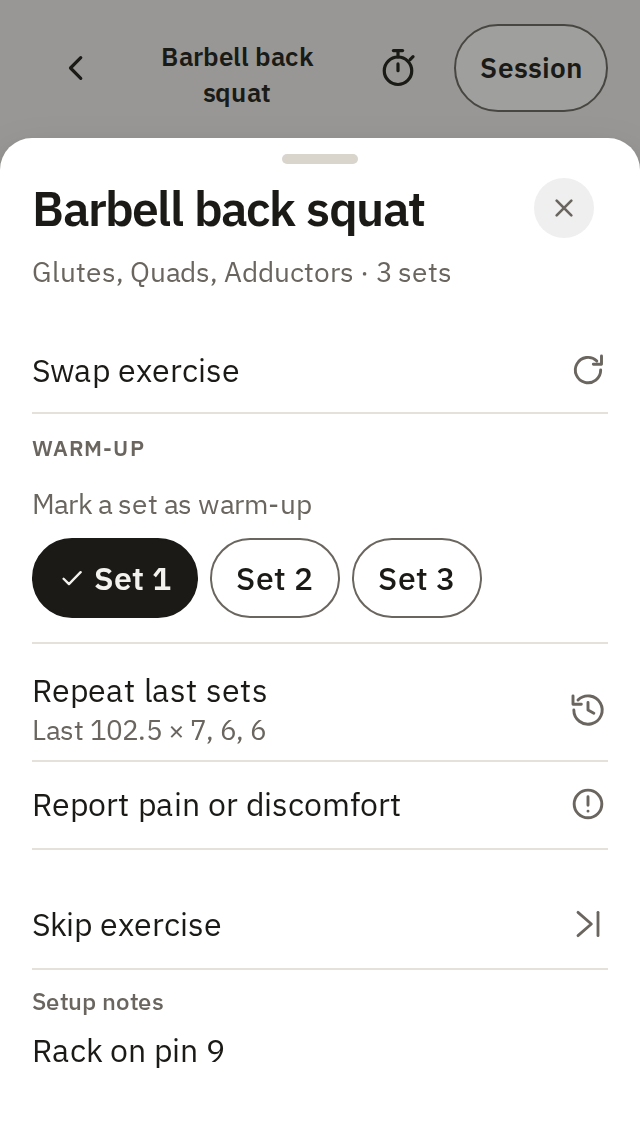 Barbell back
squat
Session
Barbell back squat
Glutes, Quads, Adductors · 3 sets
Swap exercise
WARM-UP
Mark a set as warm-up
Set 1
Set 2
Set 3
Repeat last sets
Last 102.5 × 7, 6, 6
Report pain or discomfort
Skip exercise
Setup notes
Rack on pin 9